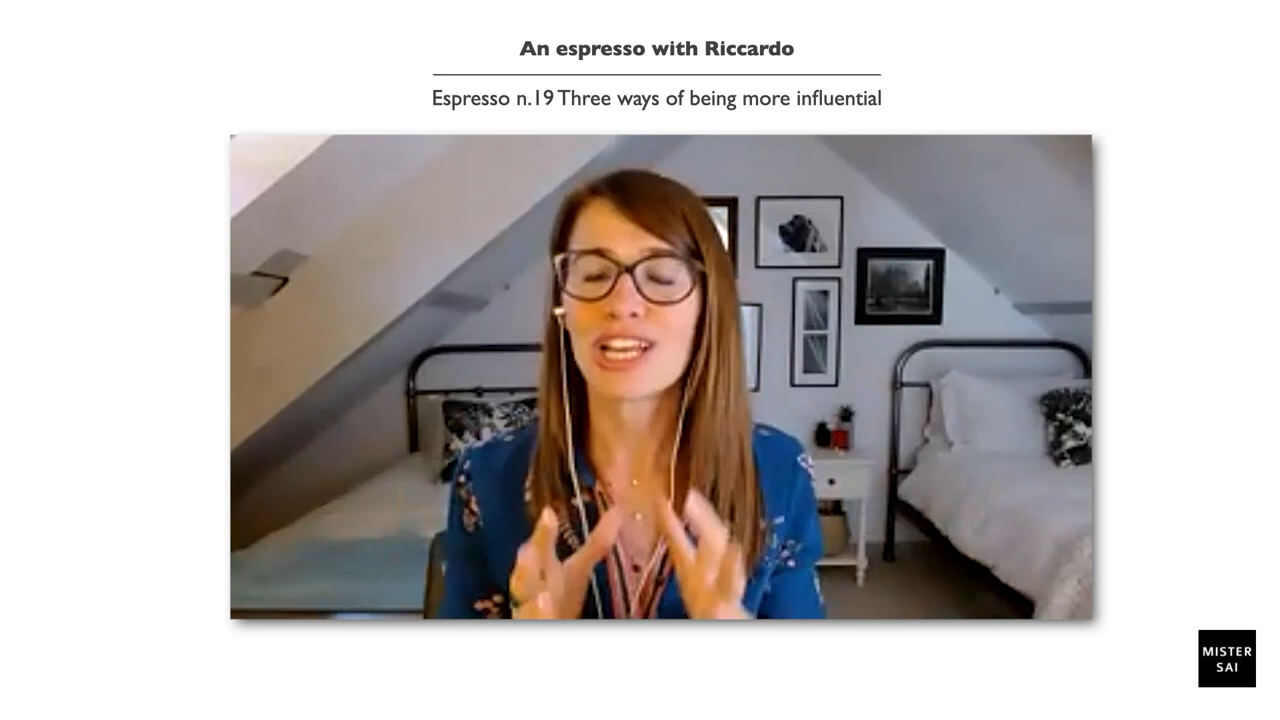 An espresso with Riccardo
Espresso n.19 Three ways of being more influential
MISTER
SAI